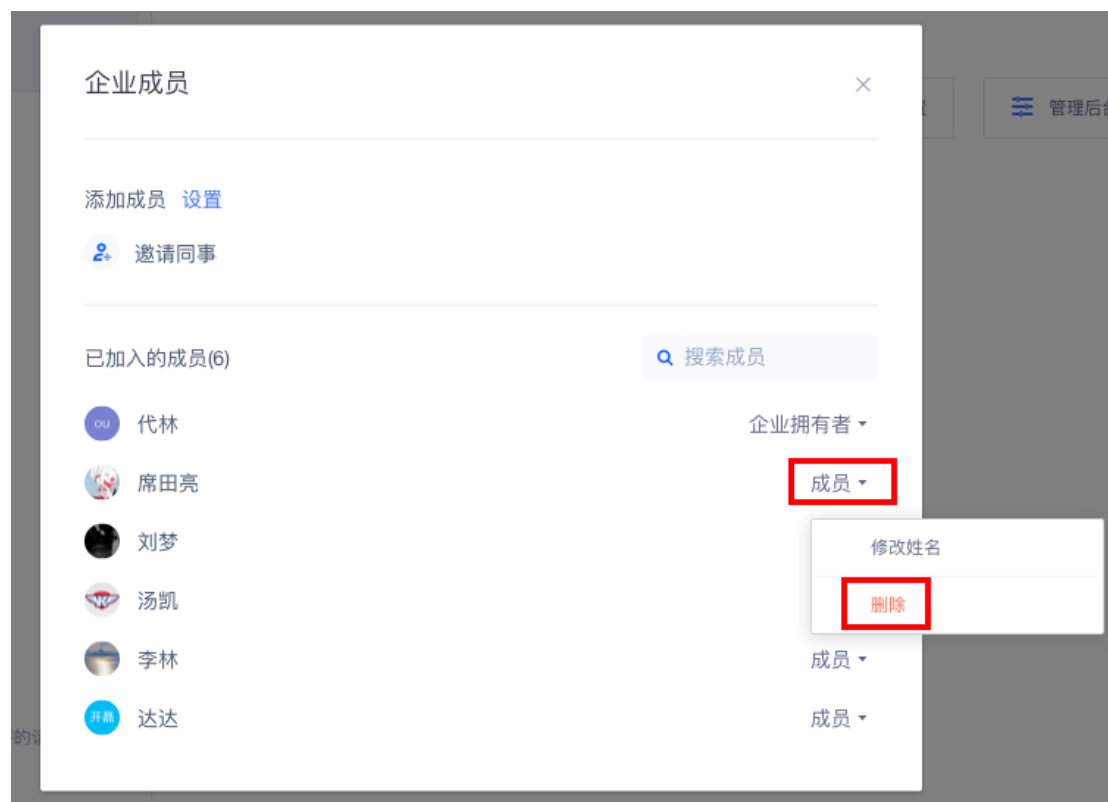 企业成员
管理后台
添加成员 设置
邀请同事
已加入的成员(6)
搜索成员
OU 代林 企业拥有者
席田亮 成员
刘梦
修改姓名
汤凯
删除
李林 成员
开磊 达达 成员